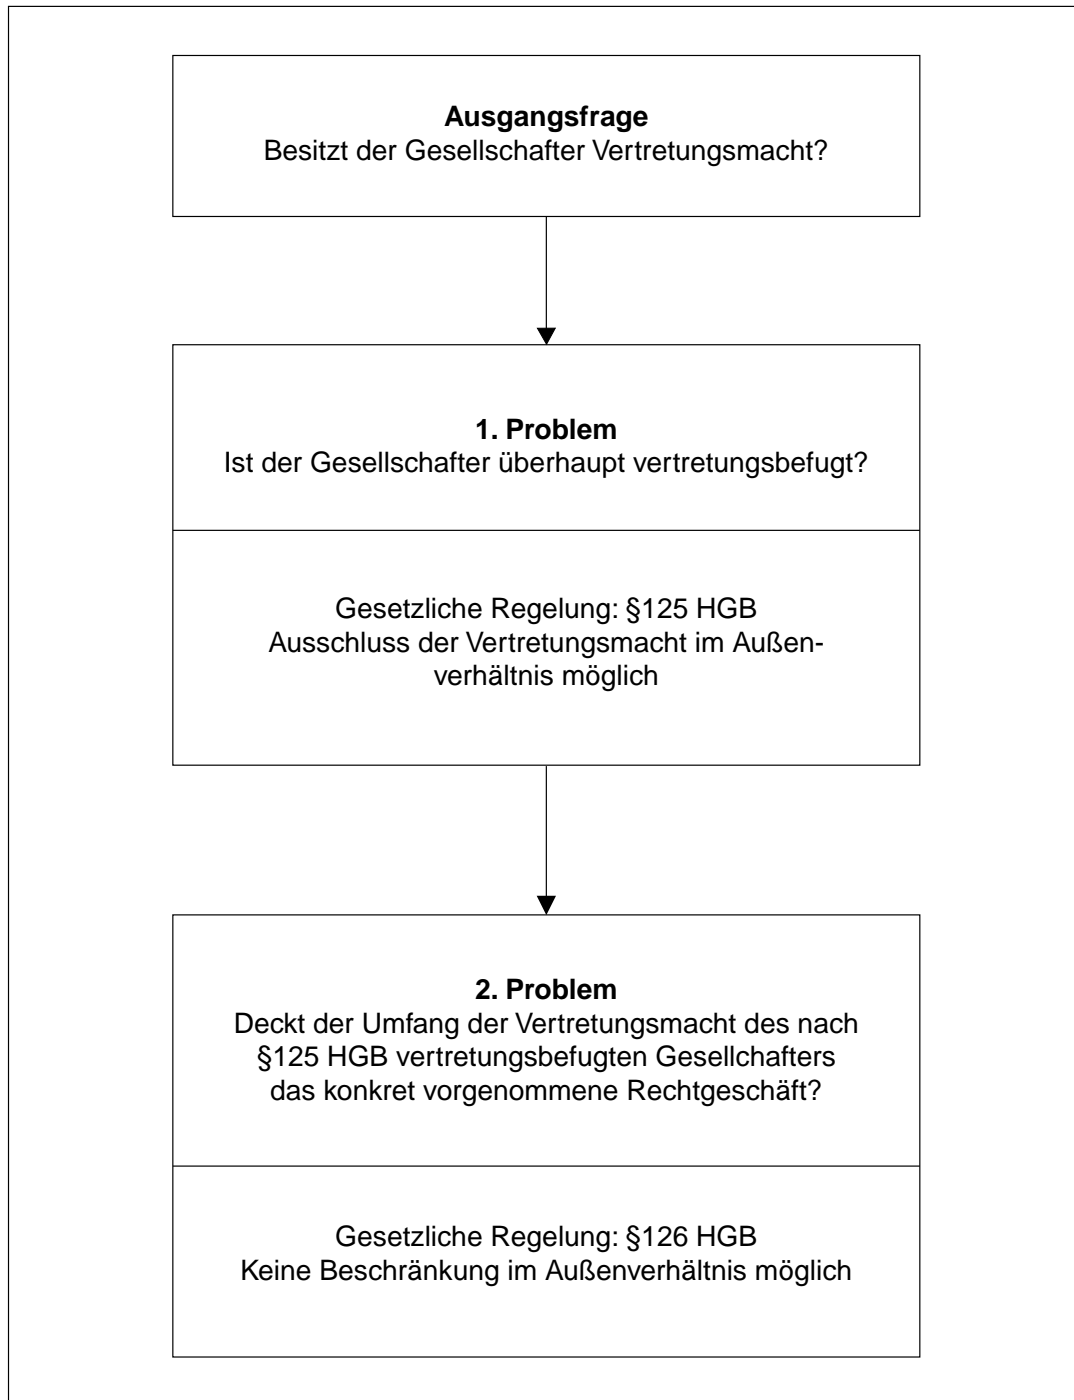 Ausgangsfrage
Besitzt der Gesellschafter Vertretungsmacht?
1. Problem
Ist der Gesellschafter überhaupt vertretungsbefugt?
Gesetzliche Regelung: §125 HGB
Ausschluss der Vertretungsmacht im Außen-
verhältnis möglich
2. Problem
Deckt der Umfang der Vertretungsmacht des nach
§125 HGB vertretungsbefugten Gesellchafters
das konkret vorgenommene Rechtgeschäft?
Gesetzliche Regelung: §126 HGB
Keine Beschränkung im Außenverhältnis möglich